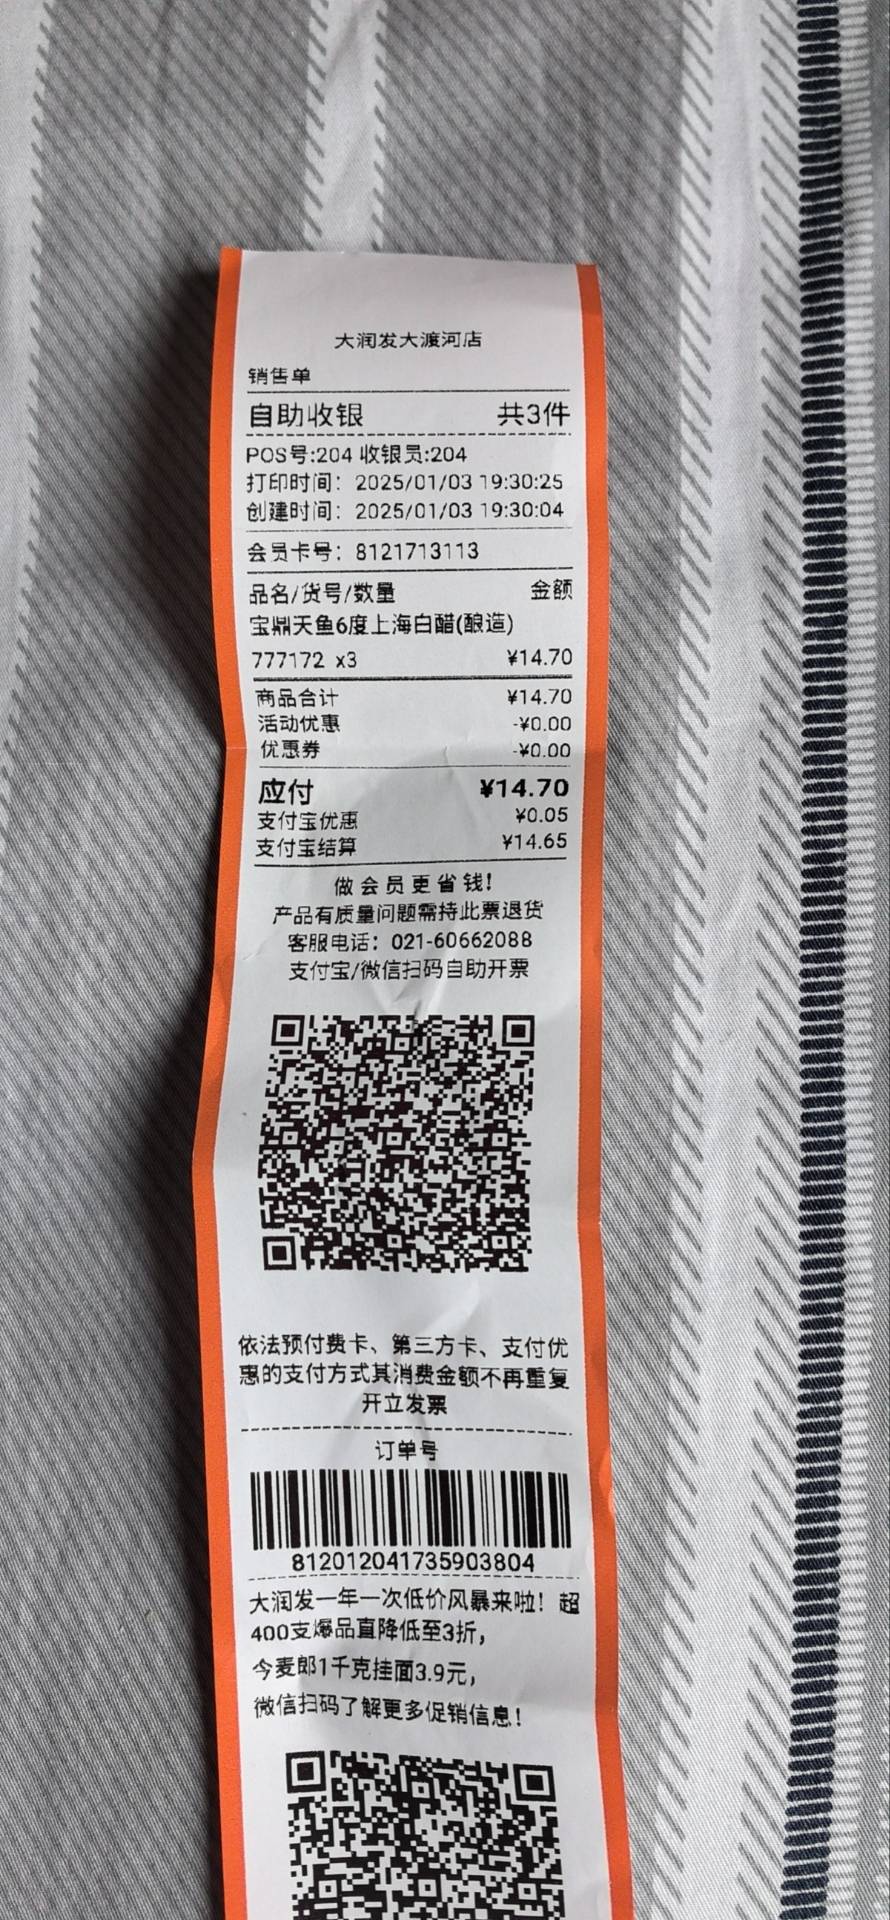 大润发大渡河店
销售单
自助收银 共3件
POS号:204 收银员:204
打印时间：2025/01/03 19:30:25
创建时间：2025/01/03 19:30:04
会员卡号：8121713113
品名/货号/数量 金额
宝鼎天鱼6度上海白醋(酿造)
777172 x3 ¥14.70
商品合计 ¥14.70
活动优惠 -¥0.00
优惠券 -¥0.00
应付 ¥14.70
支付宝优惠 ¥0.05
支付宝结算 ¥14.65
做会员更省钱!
产品有质量问题需持此票退货
客服电话：021-60662088
支付宝/微信扫码自助开票
依法预付费卡、第三方卡、支付优
惠的支付方式其消费金额不再重复
开立发票
订单号
812012041735903804
大润发一年一次低价风暴来啦！超
400支爆品直降低至3折，
今麦郎1千克挂面3.9元，
微信扫码了解更多促销信息！